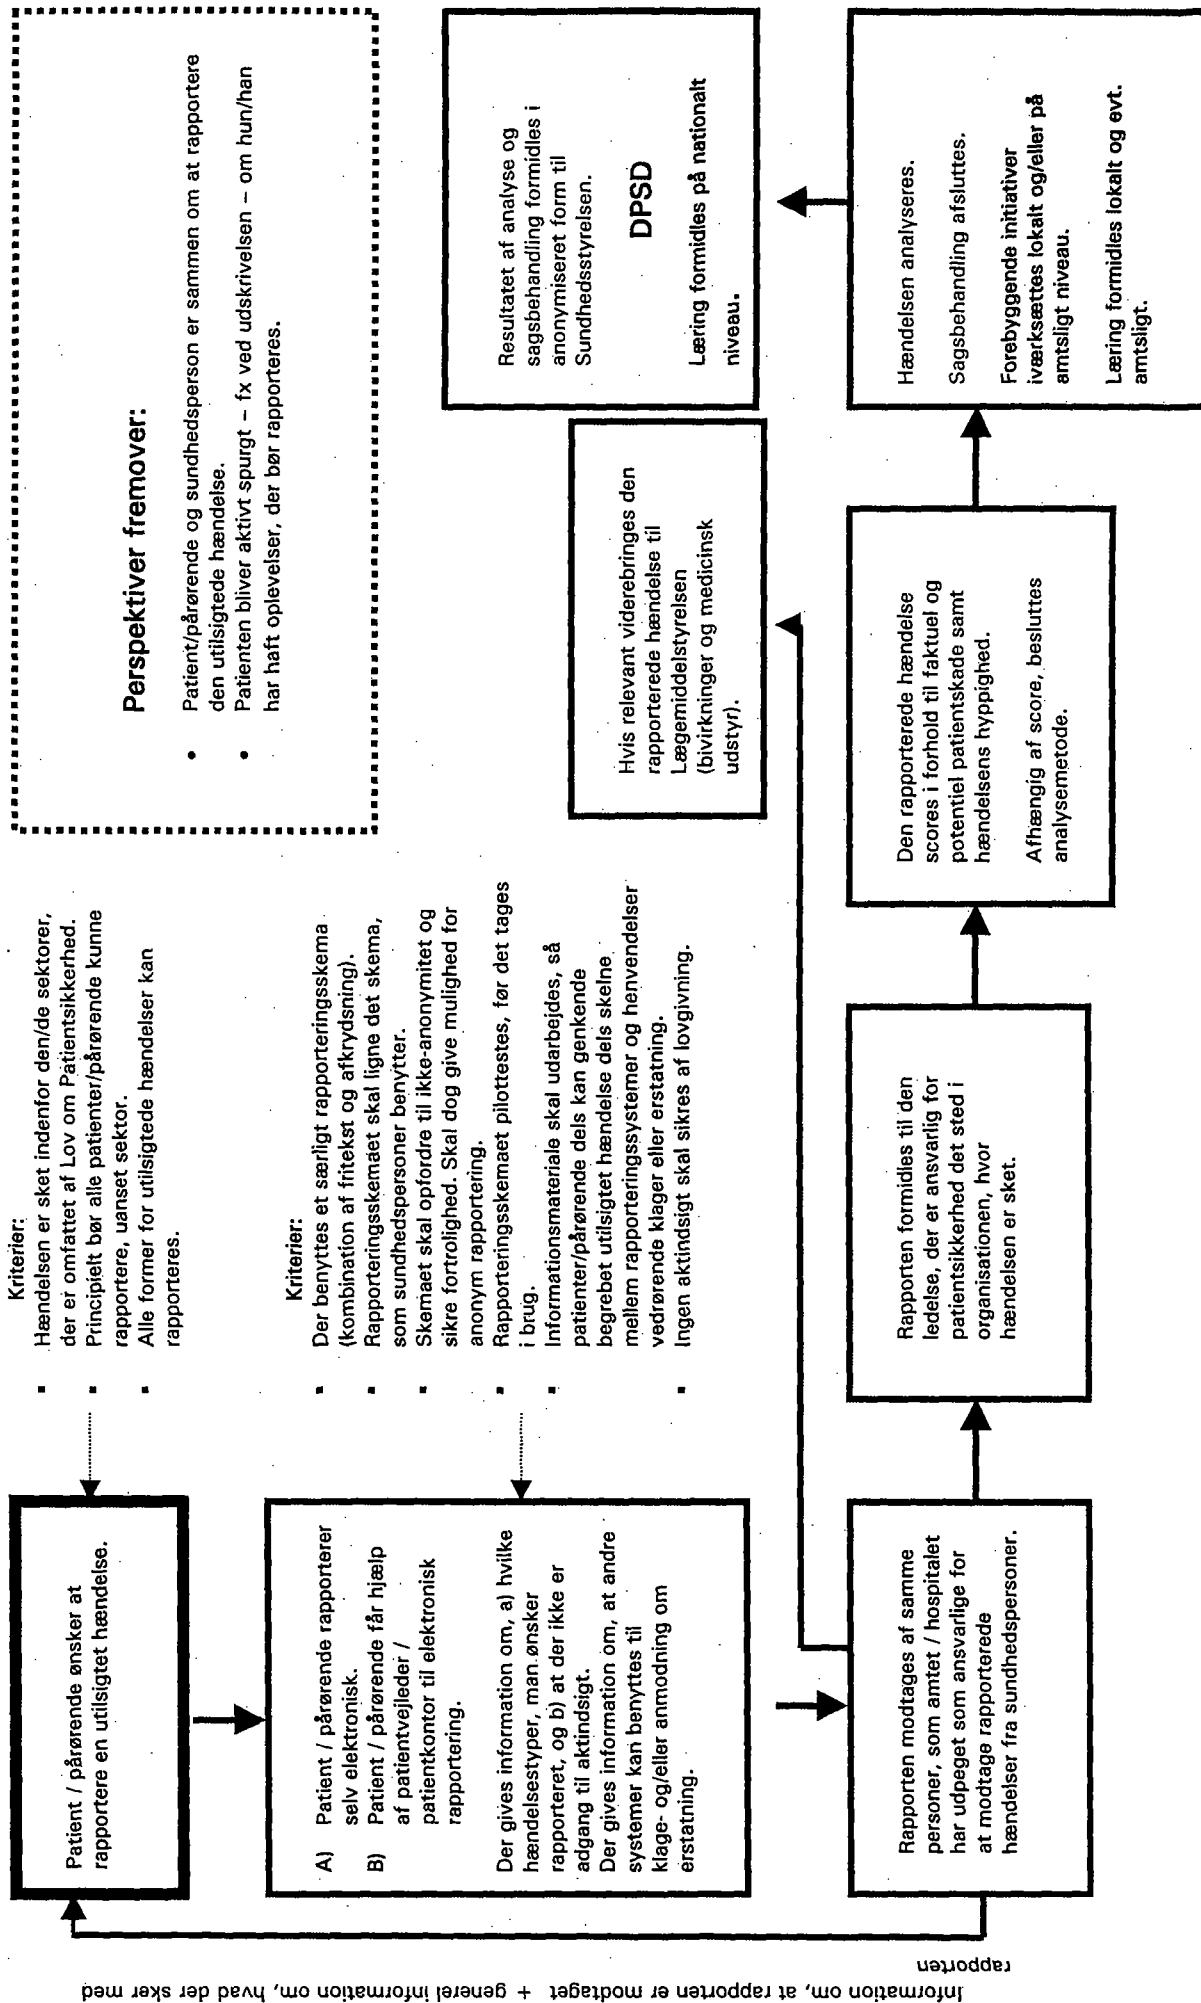 Patient / pårørende ønsker at
rapportere en utilsigtet hændelse.
Kriterier:
▪ Hændelsen er sket indenfor den/de sektorer,
der er omfattet af Lov om Patientsikkerhed.
▪ Principielt bør alle patienter/pårørende kunne
rapportere, uanset sektor.
▪ Alle former for utilsigtede hændelser kan
rapporteres.
Perspektiver fremover:
• Patient/pårørende og sundhedsperson er sammen om at rapportere
den utilsigtede hændelse.
• Patienten bliver aktivt spurgt – fx ved udskrivelsen – om hun/han
har haft oplevelser, der bør rapporteres.
A) Patient / pårørende rapporterer
selv elektronisk.
B) Patient / pårørende får hjælp
af patientvejleder /
patientkontor til elektronisk
rapportering.
Der gives information om, a) hvilke
hændelsestyper, man ønsker
rapporteret, og b) at der ikke er
adgang til aktindsigt.
Der gives information om, at andre
systemer kan benyttes til
klage- og/eller anmodning om
erstatning.
Kriterier:
▪ Der benyttes et særligt rapporteringsskema
(kombination af fritekst og afkrydsning).
▪ Rapporteringsskemaet skal ligne det skema,
som sundhedspersoner benytter.
▪ Skemaet skal opfordre til ikke-anonymitet og
sikre fortrolighed. Skal dog give mulighed for
anonym rapportering.
▪ Rapporteringsskemaet pilottestes, før det tages
i brug.
▪ Informationsmateriale skal udarbejdes, så
patienter/pårørende dels kan genkende
begrebet utilsigtet hændelse dels skelne
mellem rapporteringssystemer og henvendelser
vedrørende klager eller erstatning.
▪ Ingen aktindsigt skal sikres af lovgivning.
Hvis relevant viderebringes den
rapporterede hændelse til
Lægemiddelstyrelsen
(bivirkninger og medicinsk
udstyr).
Resultatet af analyse og
sagsbehandling formidles i
anonymiseret form til
Sundhedsstyrelsen.
DPSD
Læring formidles på nationalt
niveau.
Rapporten modtages af samme
personer, som amtet / hospitalet
har udpeget som ansvarlige for
at modtage rapporterede
hændelser fra sundhedspersoner.
Rapporten formidles til den
ledelse, der er ansvarlig for
patientsikkerhed det sted i
organisationen, hvor
hændelsen er sket.
Den rapporterede hændelse
scores i forhold til faktuel og
potentiel patientskade samt
hændelsens hyppighed.
Afhængig af score, besluttes
analysemetode.
Hændelsen analyseres.
Sagsbehandling afsluttes.
Forebyggende initiativer
iværksættes lokalt og/eller på
amtsligt niveau.
Læring formidles lokalt og evt.
amtsligt.
Information om, at rapporten er modtaget + generel information om, hvad der sker med
rapporten